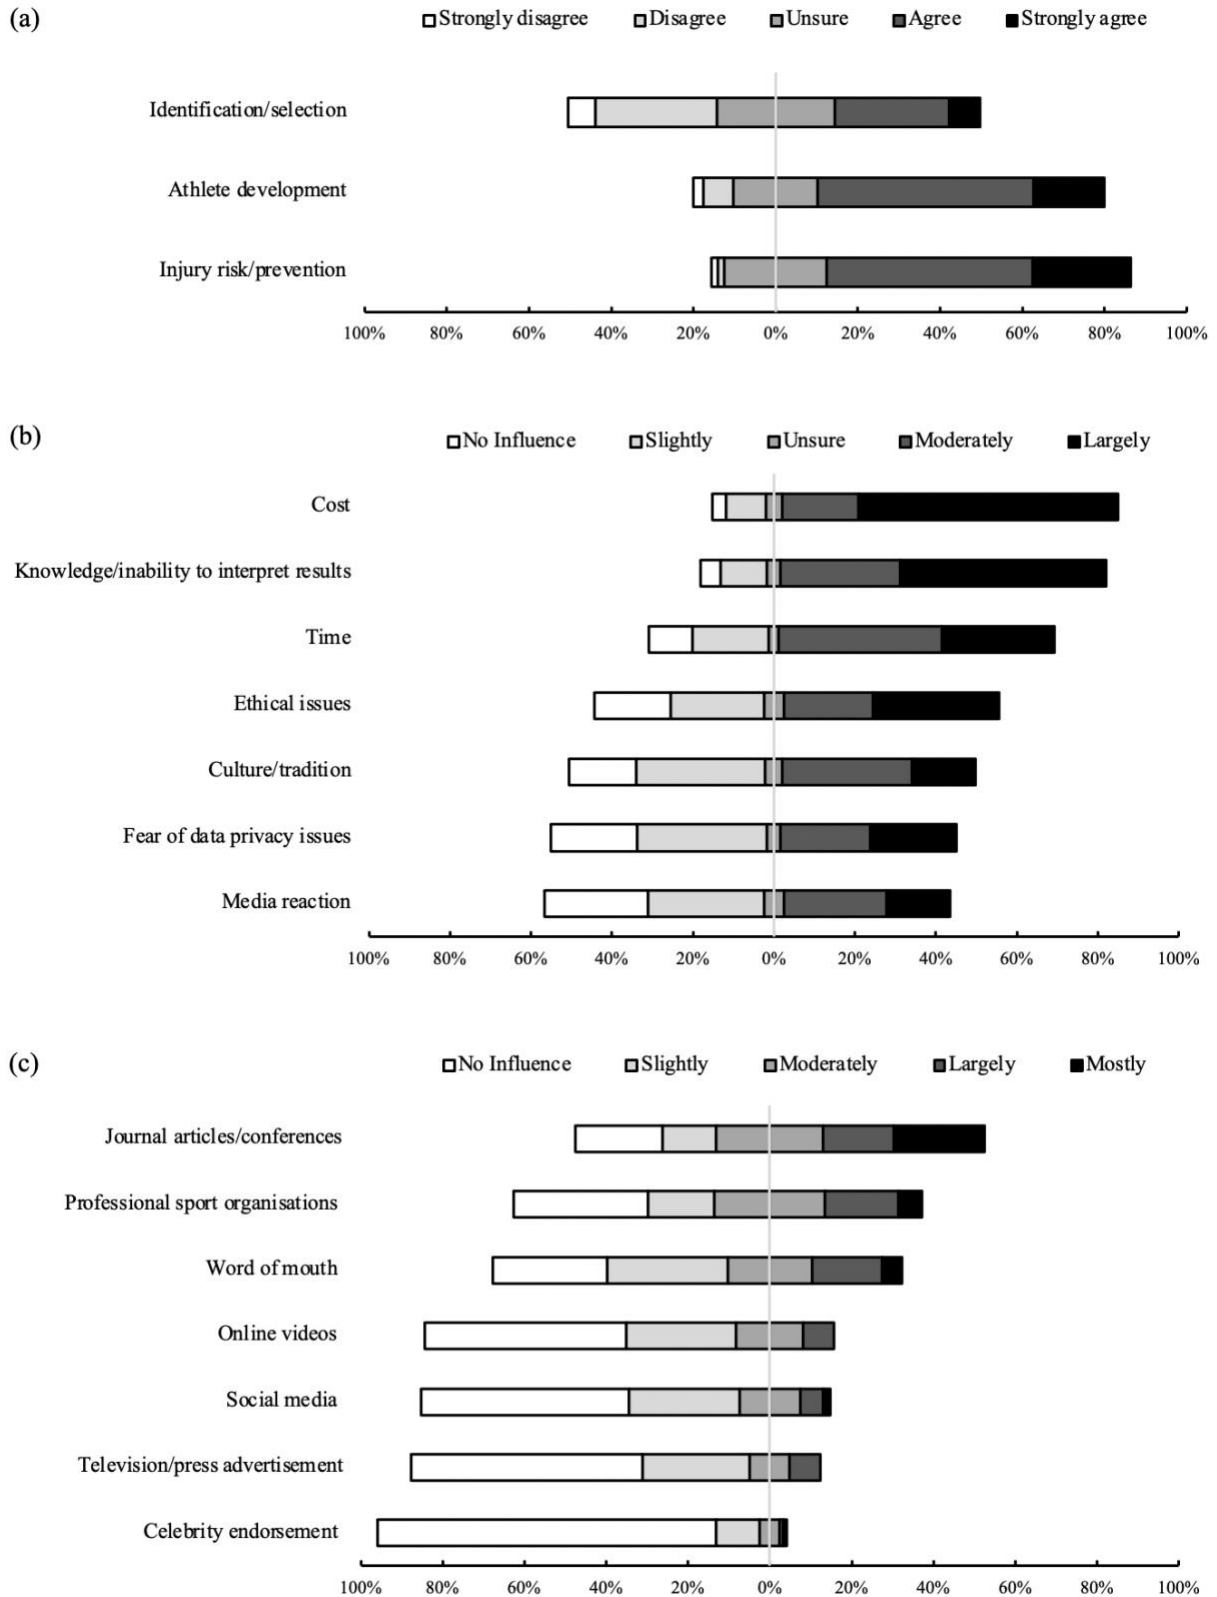 (a)
Strongly disagree Disagree Unsure Agree Strongly agree
Identification/selection
Athlete development
Injury risk/prevention
100% 80% 60% 40% 20% 0% 20% 40% 60% 80% 100%
(b)
No Influence Slightly Unsure Moderately Largely
Cost
Knowledge/inability to interpret results
Time
Ethical issues
Culture/tradition
Fear of data privacy issues
Media reaction
100% 80% 60% 40% 20% 0% 20% 40% 60% 80% 100%
(c)
No Influence Slightly Moderately Largely Mostly
Journal articles/conferences
Professional sport organisations
Word of mouth
Online videos
Social media
Television/press advertisement
Celebrity endorsement
100% 80% 60% 40% 20% 0% 20% 40% 60% 80% 100%